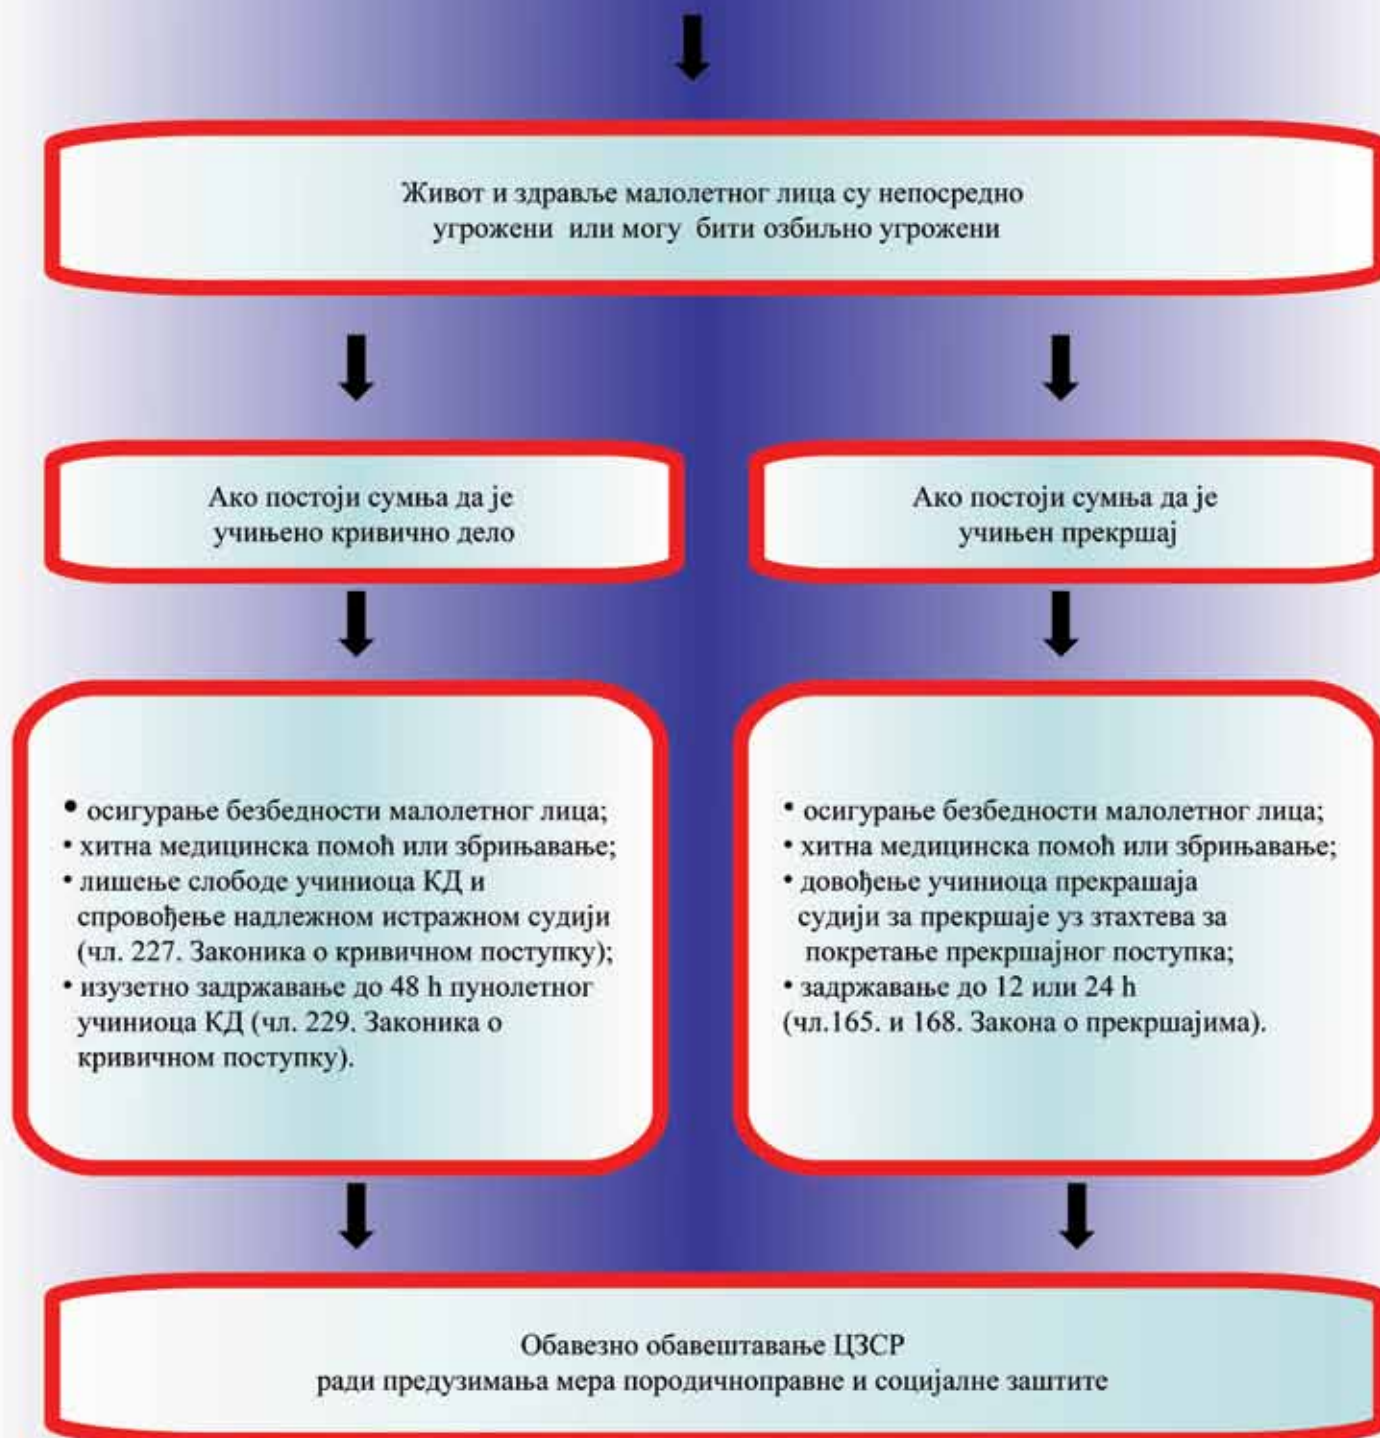 Живот и здравље малолетног лица су непосредно
угрожени или могу бити озбиљно угрожени
Ако постоји сумња да је
учињено кривично дело
Ако постоји сумња да је
учињен прекршај
• осигурање безбедности малолетног лица;
• хитна медицинска помоћ или збрињавање;
• лишење слободе учиниоца КД и
спровођење надлежном истражном судији
(чл. 227. Законика о кривичном поступку);
• изузетно задржавање до 48 h пунолетног
учиниоца КД (чл. 229. Законика о
кривичном поступку).
• осигурање безбедности малолетног лица;
• хитна медицинска помоћ или збрињавање;
• довођење учиниоца прекрашаја
судији за прекршаје уз зтахтева за
покретање прекршајног поступка;
• задржавање до 12 или 24 h
(чл.165. и 168. Закона о прекршајима).
Обавезно обавештавање ЦЗСР
ради предузимања мера породичноправне и социјалне заштите